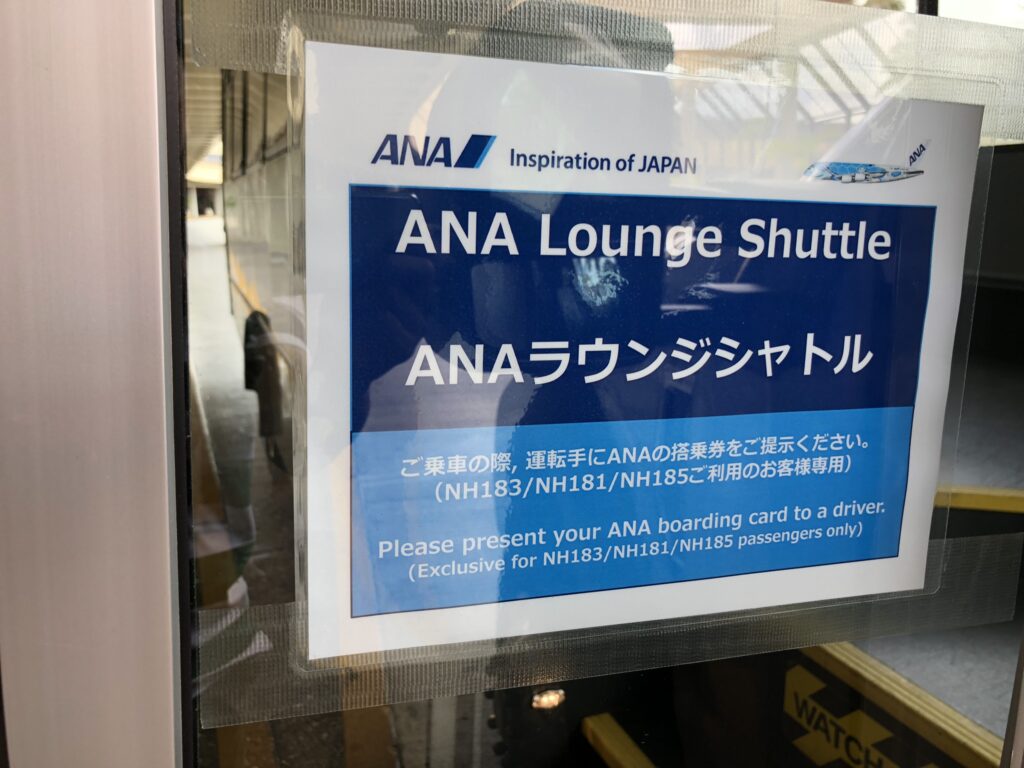 ANA Inspiration of JAPAN
ANA
ANA Lounge Shuttle
ANAラウンジシャトル
ご乗車の際, 運転手にANAの搭乗券をご提示ください。
（NH183/NH181/NH185ご利用のお客様専用）
Please present your ANA boarding card to a driver.
(Exclusive for NH183/NH181/NH185 passengers only)
WATCH